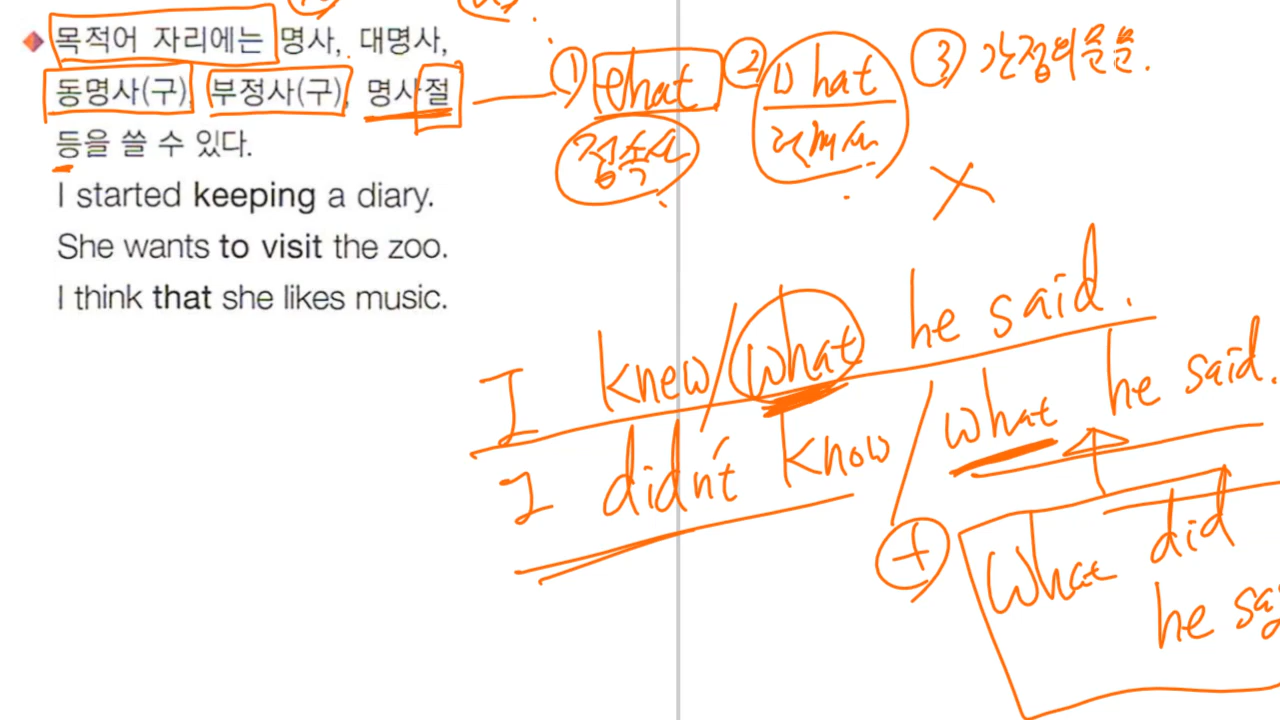 목적어 자리에는 명사, 대명사,
동명사(구), 부정사(구), 명사절
등을 쓸 수 있다.
I started keeping a diary.
She wants to visit the zoo.
I think that she likes music.
① that ② what ③ 간접의문문.
접속사 관계사
I knew / what he said.
I didn't know / what he said.
+ What did
he say